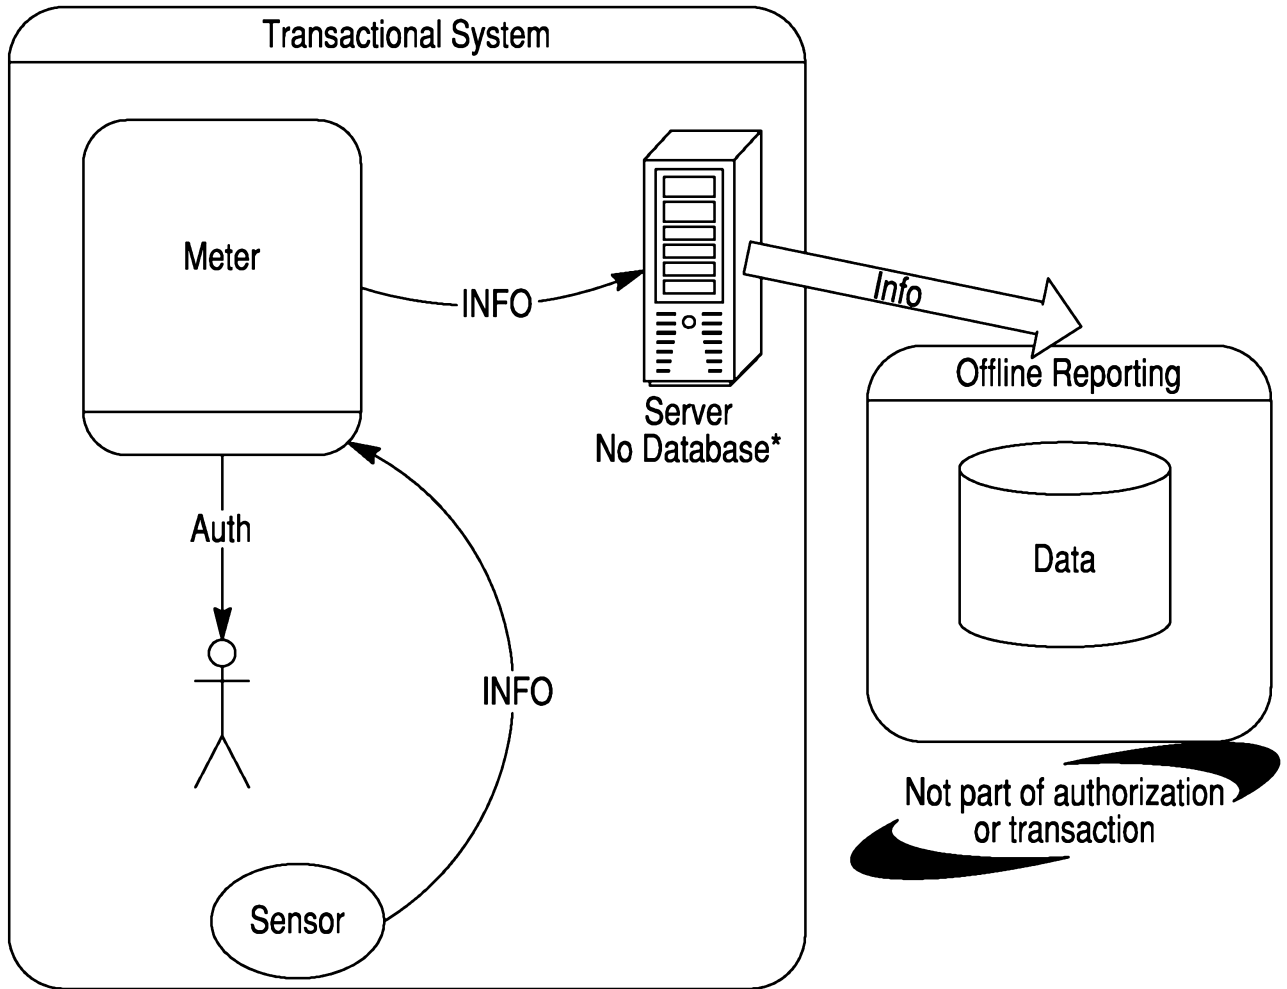 Transactional System
Meter
INFO
Info
Server
No Database*
Offline Reporting
Data
Auth
INFO
Sensor
Not part of authorization
or transaction